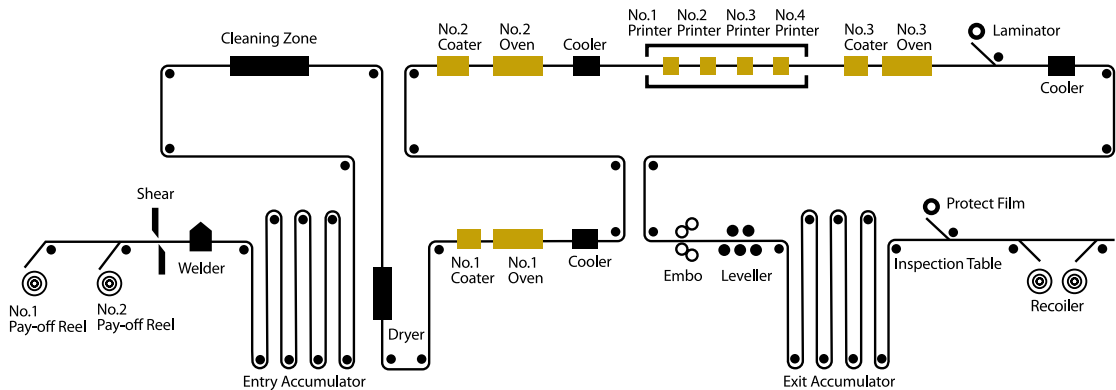 Cleaning Zone
No.2
Coater
No.2
Oven
Cooler
No.1
Printer
No.2
Printer
No.3
Printer
No.4
Printer
No.3
Coater
No.3
Oven
Laminator
Cooler
Shear
Welder
No.1
Pay-off Reel
No.2
Pay-off Reel
Entry Accumulator
Dryer
No.1
Coater
No.1
Oven
Cooler
Embo
Leveller
Exit Accumulator
Protect Film
Inspection Table
Recoiler